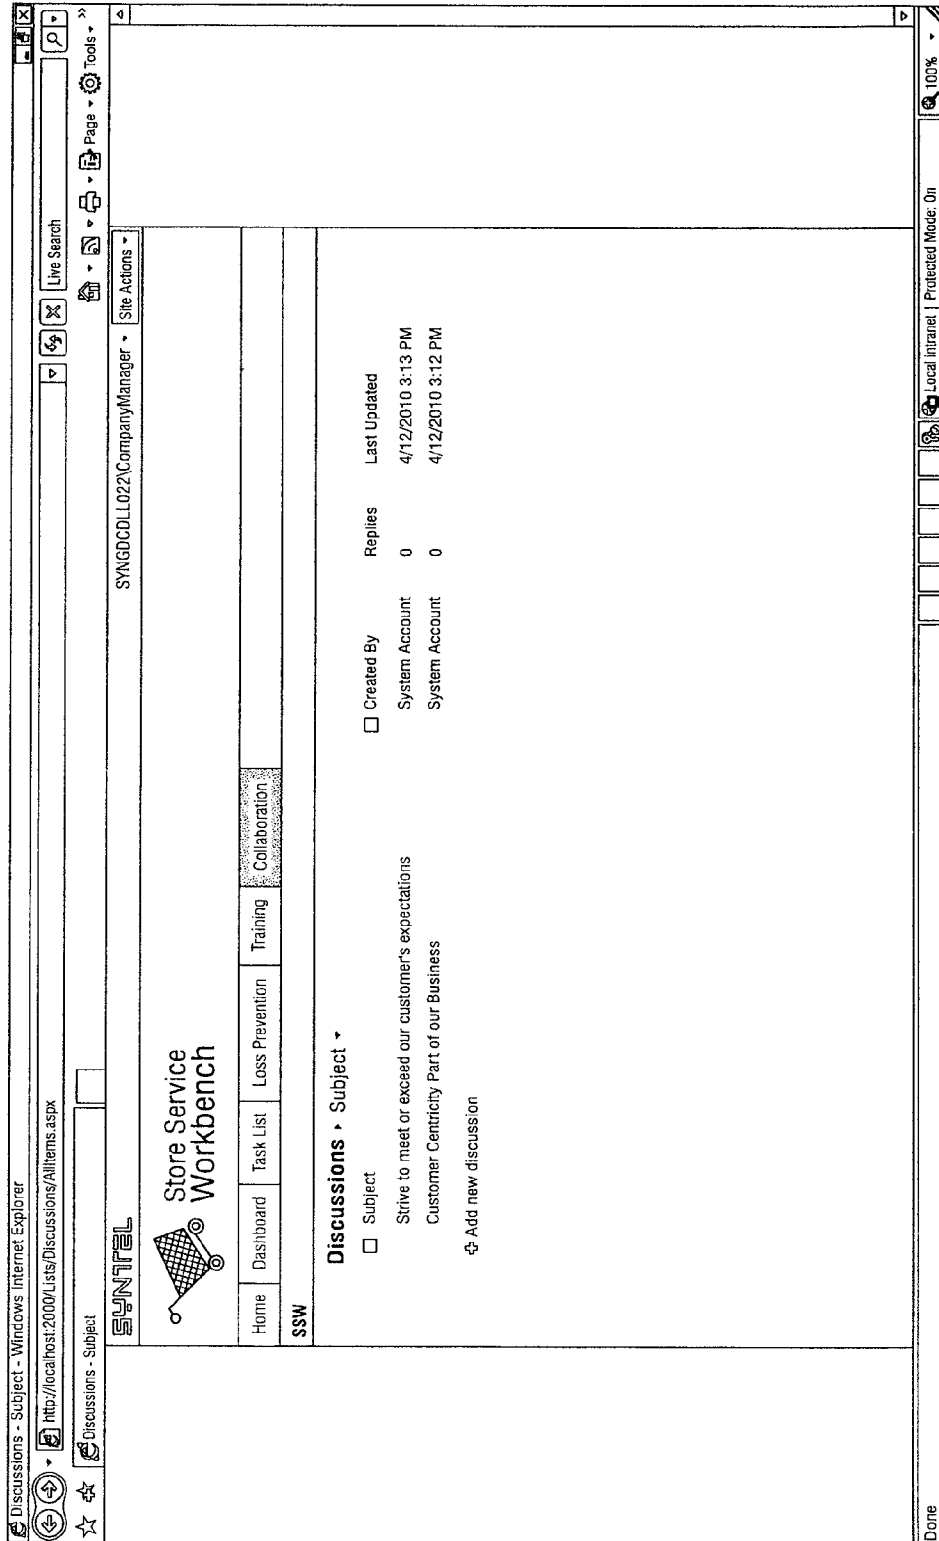 Discussions - Subject - Windows Internet Explorer
http://localhost:2000/Lists/Discussions/AllItems.aspx
Live Search
Discussions - Subject
Page
Tools
»
SYNTEL
SYNGDCDLL022\CompanyManager
Site Actions
Store Service
Workbench
Home
Dashboard
Task List
Loss Prevention
Training
Collaboration
SSW
Discussions ▸ Subject
Subject Created By Replies Last Updated
Strive to meet or exceed our customer's expectations System Account 0 4/12/2010 3:13 PM
Customer Centricity Part of our Business System Account 0 4/12/2010 3:12 PM
Add new discussion
Done
Local intranet | Protected Mode: On
100%